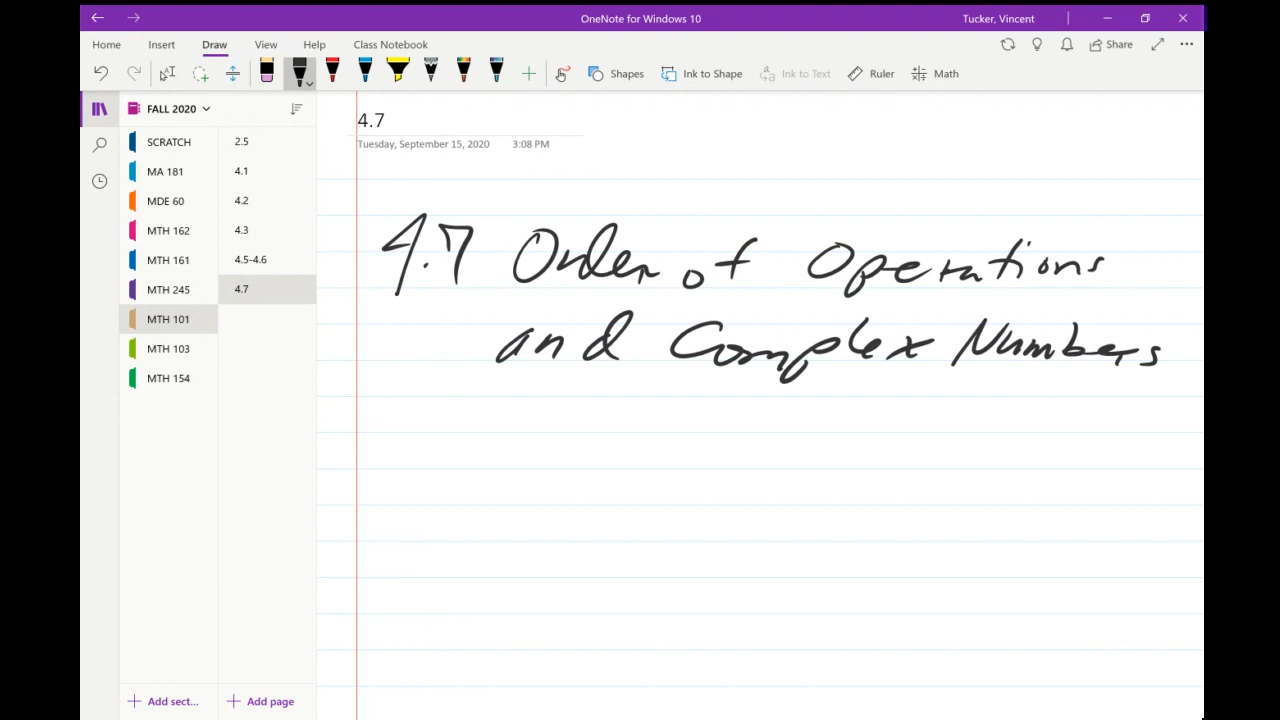 OneNote for Windows 10
Tucker, Vincent
Home Insert Draw View Help Class Notebook
Share
Shapes Ink to Shape Ink to Text Ruler Math
FALL 2020
SCRATCH
MA 181
MDE 60
MTH 162
MTH 161
MTH 245
MTH 101
MTH 103
MTH 154
Add sect...
2.5
4.1
4.2
4.3
4.5-4.6
4.7
Add page
4.7
Tuesday, September 15, 2020 3:08 PM
4.7 Order of Operations
and Complex Numbers